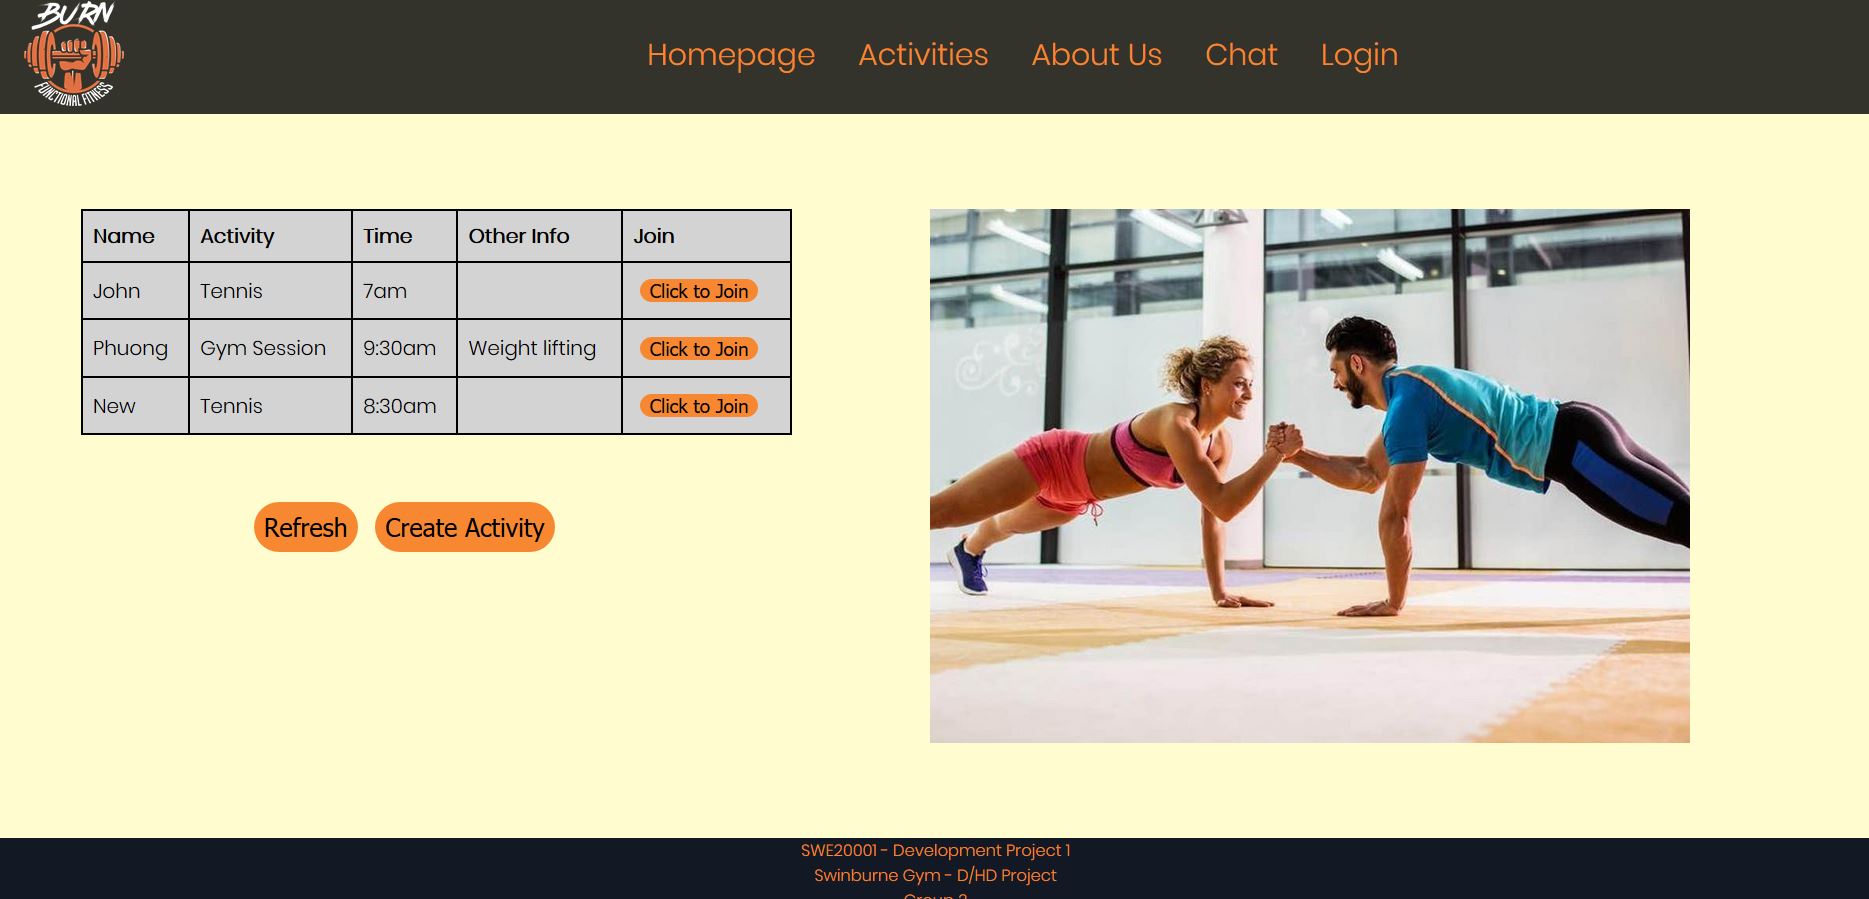 BURN
FUNCTIONAL FITNESS
Homepage Activities About Us Chat Login
Name Activity Time Other Info Join
John Tennis 7am Click to Join
Phuong Gym Session 9:30am Weight lifting Click to Join
New Tennis 8:30am Click to Join
Refresh Create Activity
SWE20001 - Development Project 1
Swinburne Gym - D/HD Project